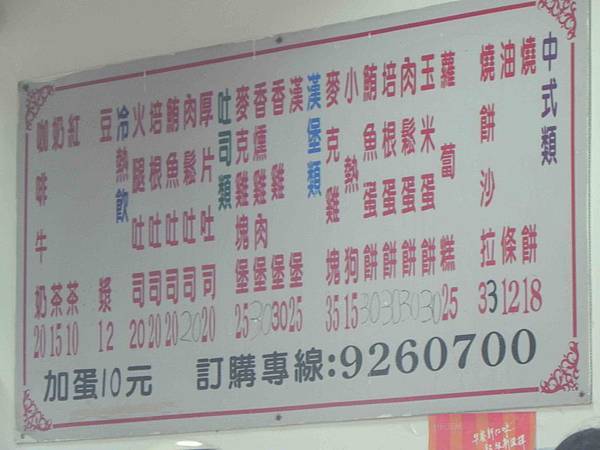 中式類
燒餅 18
油條 12
燒餅沙拉 33
蘿蔔糕 25
玉米蛋餅 30
肉鬆蛋餅 30
培根蛋餅 30
鮪魚蛋餅 30
小熱狗 15
麥克雞塊 35
漢堡類
漢堡 25
香雞堡 30
香燻雞肉堡 30
麥克雞塊堡 25
吐司類
厚片吐司 20
肉鬆吐司 20
鮪魚吐司 20
培根吐司 20
火腿吐司 20
冷熱飲
豆漿 12
紅茶 10
奶茶 15
咖啡牛奶 20
加蛋10元
訂購專線:9260700